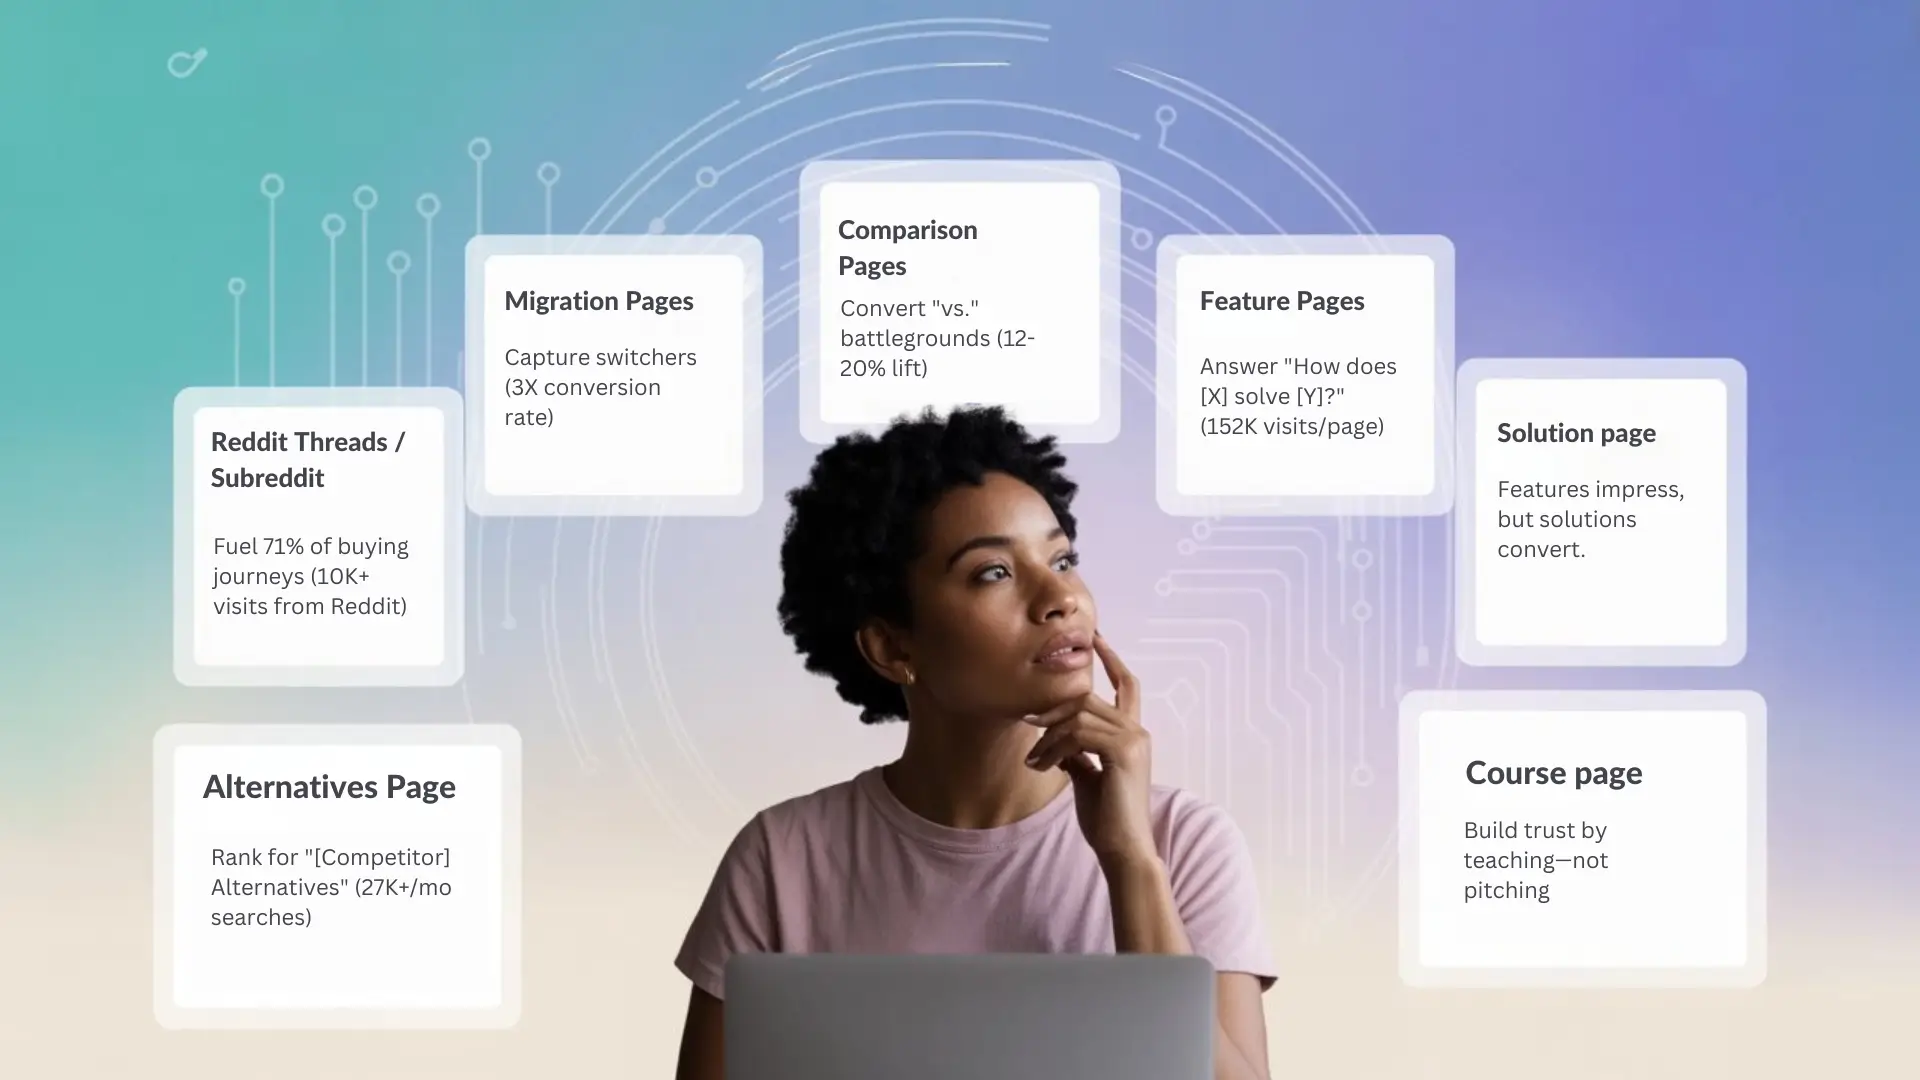 Comparison
Pages
Convert "vs."
battlegrounds (12-
20% lift)
Migration Pages
Capture switchers
(3X conversion
rate)
Feature Pages
Answer "How does
[X] solve [Y]?"
(152K visits/page)
Reddit Threads /
Subreddit
Fuel 71% of buying
journeys (10K+
visits from Reddit)
Solution page
Features impress,
but solutions
convert.
Alternatives Page
Rank for "[Competitor]
Alternatives" (27K+/mo
searches)
Course page
Build trust by
teaching—not
pitching